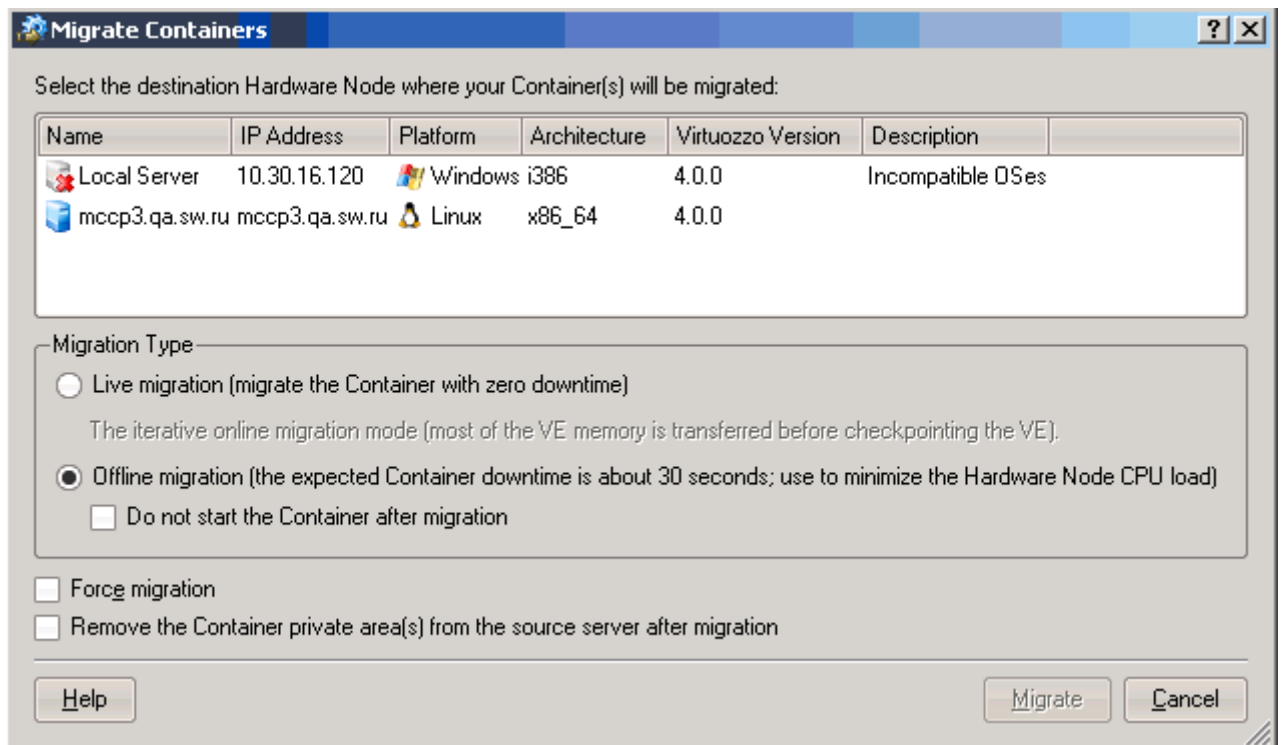 Migrate Containers
Select the destination Hardware Node where your Container(s) will be migrated:
Name IP Address Platform Architecture Virtuozzo Version Description
Local Server 10.30.16.120 Windows i386 4.0.0 Incompatible OSes
mccp3.qa.sw.ru mccp3.qa.sw.ru Linux x86_64 4.0.0
Migration Type
Live migration (migrate the Container with zero downtime)
The iterative online migration mode (most of the VE memory is transferred before checkpointing the VE).
Offline migration (the expected Container downtime is about 30 seconds; use to minimize the Hardware Node CPU load)
Do not start the Container after migration
Force migration
Remove the Container private area(s) from the source server after migration
Help Migrate Cancel